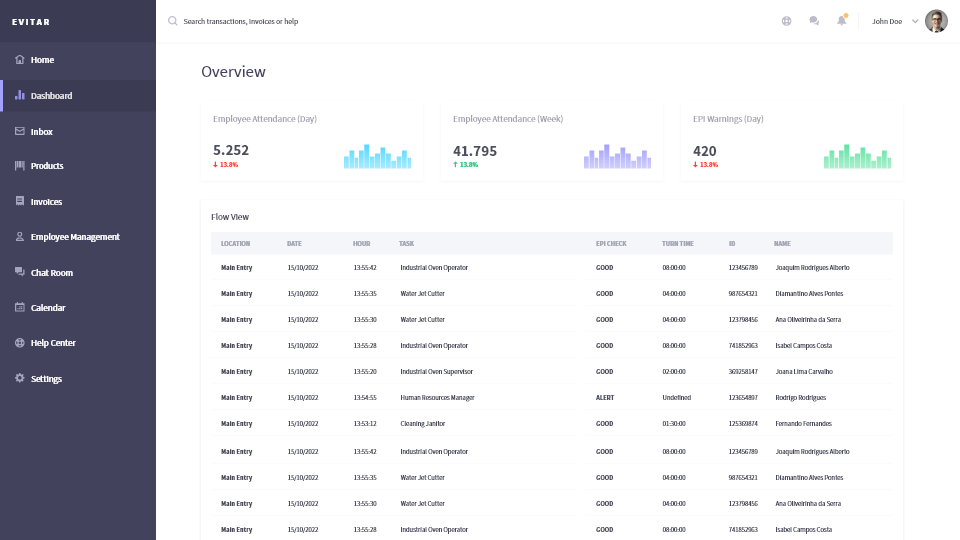 EVITAR
Search transactions, invoices or help
John Doe
Home
Dashboard
Inbox
Products
Invoices
Employee Management
Chat Room
Calendar
Help Center
Settings
Overview
Employee Attendance (Day)
5.252
↓ 13.8%
Employee Attendance (Week)
41.795
↑ 13.8%
EPI Warnings (Day)
420
↓ 13.8%
Flow View
LOCATION DATE HOUR TASK EPI CHECK TURN TIME ID NAME
Main Entry 15/10/2022 13:55:42 Industrial Oven Operator GOOD 08:00:00 123456789 Joaquim Rodrigues Alberto
Main Entry 15/10/2022 13:55:35 Water Jet Cutter GOOD 04:00:00 987654321 Diamantino Alves Pontes
Main Entry 15/10/2022 13:55:30 Water Jet Cutter GOOD 04:00:00 123798456 Ana Oliveirinha da Serra
Main Entry 15/10/2022 13:55:28 Industrial Oven Operator GOOD 08:00:00 741852963 Isabel Campos Costa
Main Entry 15/10/2022 13:55:20 Industrial Oven Supervisor GOOD 02:00:00 369258147 Joana Lima Carvalho
Main Entry 15/10/2022 13:54:55 Human Resources Manager ALERT Undefined 123654897 Rodrigo Rodrigues
Main Entry 15/10/2022 13:53:12 Cleaning Janitor GOOD 01:30:00 125369874 Fernando Fernandes
Main Entry 15/10/2022 13:55:42 Industrial Oven Operator GOOD 08:00:00 123456789 Joaquim Rodrigues Alberto
Main Entry 15/10/2022 13:55:35 Water Jet Cutter GOOD 04:00:00 987654321 Diamantino Alves Pontes
Main Entry 15/10/2022 13:55:30 Water Jet Cutter GOOD 04:00:00 123798456 Ana Oliveirinha da Serra
Main Entry 15/10/2022 13:55:28 Industrial Oven Operator GOOD 08:00:00 741852963 Isabel Campos Costa